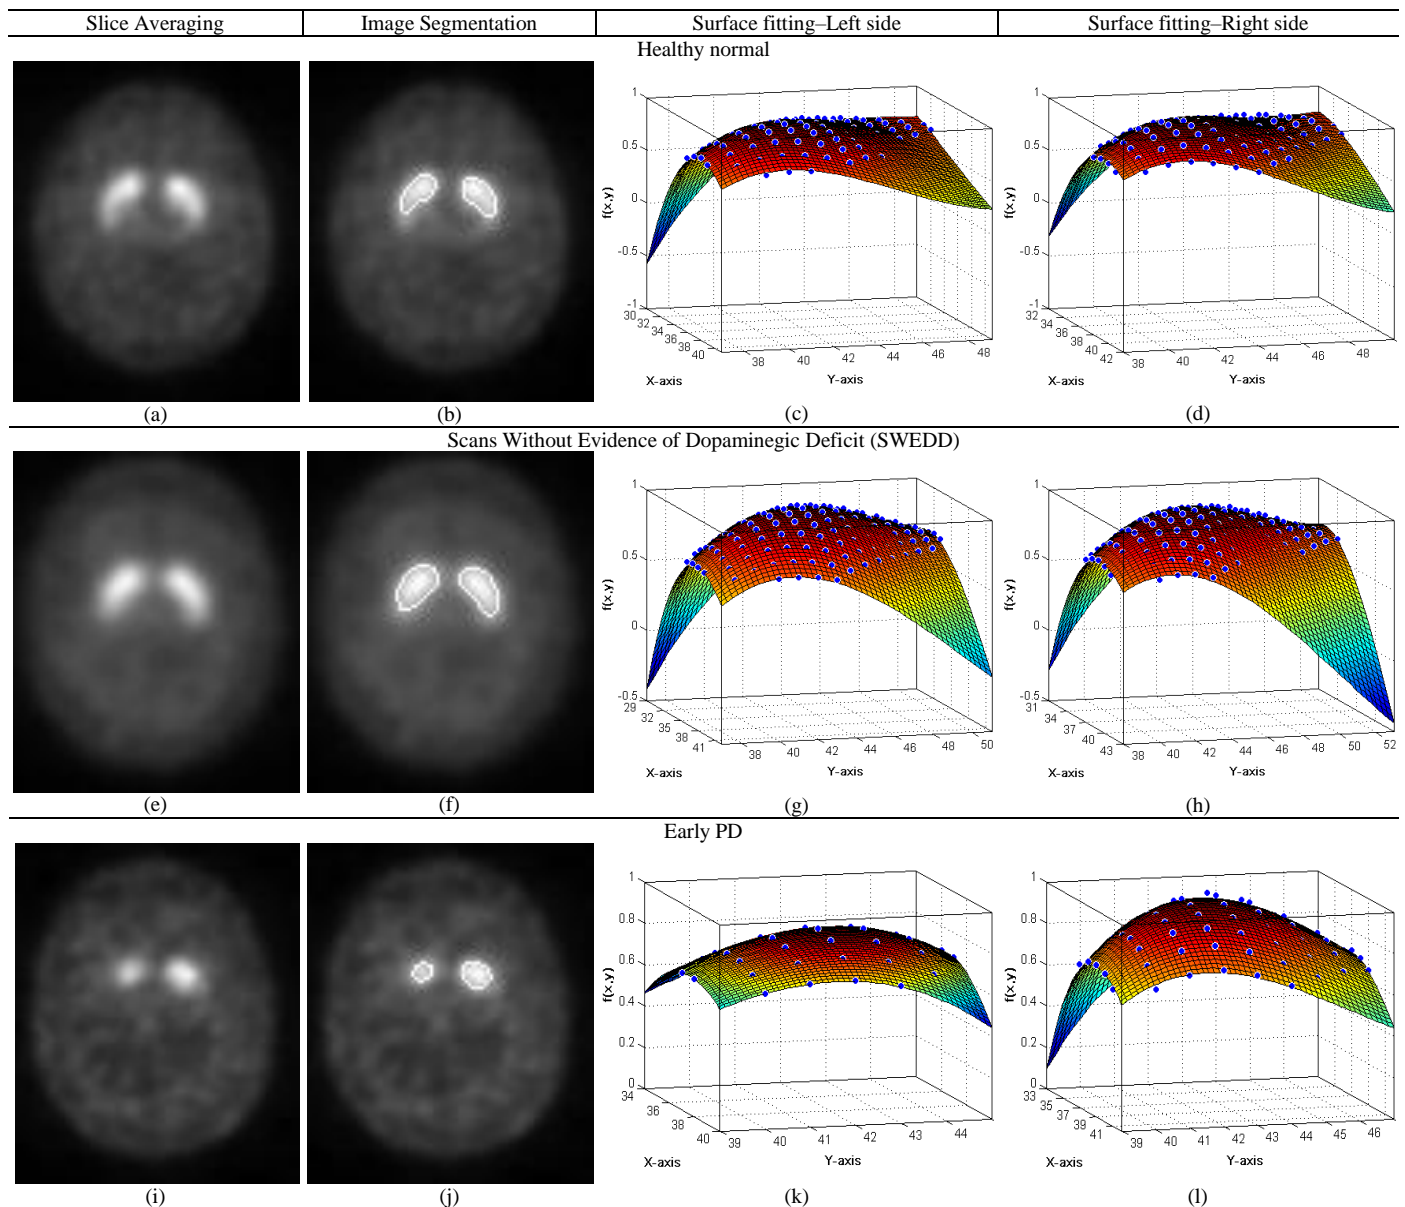 Slice Averaging Image Segmentation Surface fitting–Left side Surface fitting–Right side
Healthy normal
1
0.5
0
-0.5
-1
f(x,y)
30 32 34 36 38 40
X-axis
38 40 42 44 46 48
Y-axis
1
0.5
0
-0.5
-1
f(x,y)
32 34 36 38 40 42
X-axis
38 40 42 44 46 48
Y-axis
(a) (b) (c) (d)
Scans Without Evidence of Dopaminegic Deficit (SWEDD)
1
0.5
0
-0.5
f(x,y)
29 32 35 38 41
X-axis
38 40 42 44 46 48 50
Y-axis
1
0.5
0
-0.5
f(x,y)
31 34 37 40 43
X-axis
38 40 42 44 46 48 50 52
Y-axis
(e) (f) (g) (h)
Early PD
1
0.8
0.6
0.4
0.2
0
f(x,y)
34 36 38 40
X-axis
39 40 41 42 43 44
Y-axis
1
0.8
0.6
0.4
0.2
0
f(x,y)
33 35 37 39 41
X-axis
39 40 41 42 43 44 45 46
Y-axis
(i) (j) (k) (l)